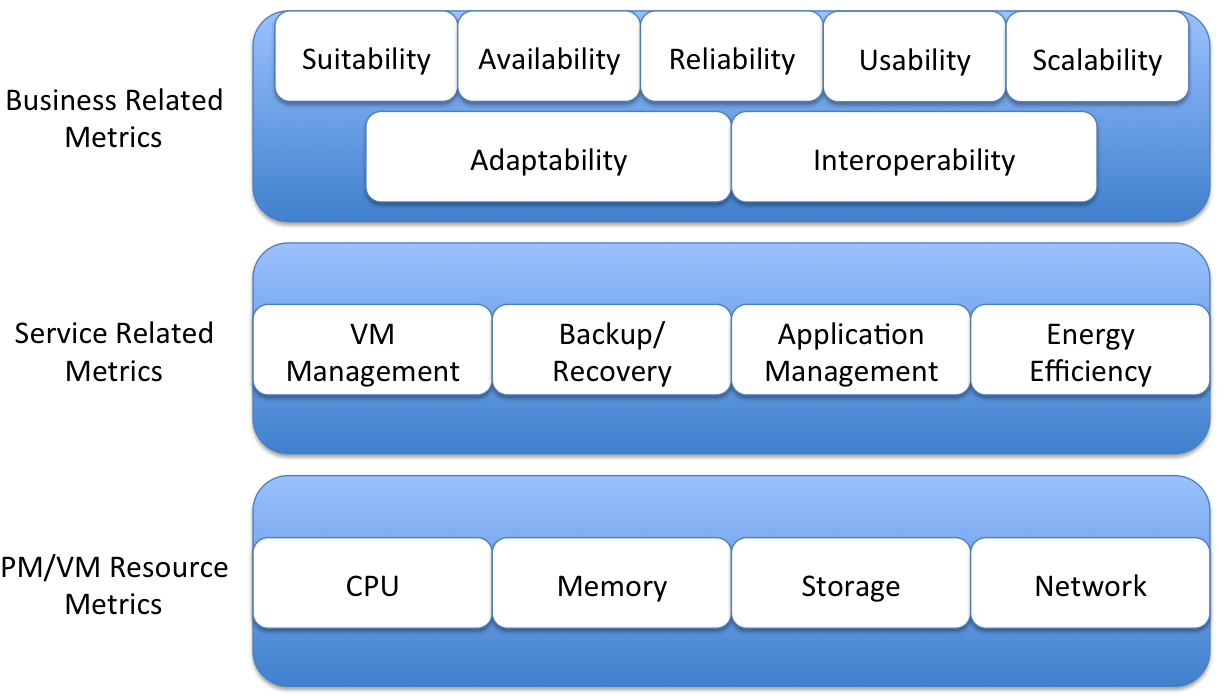 Business Related
Metrics
Suitability
Availability
Reliability
Usability
Scalability
Adaptability
Interoperability
Service Related
Metrics
VM
Management
Backup/
Recovery
Application
Management
Energy
Efficiency
PM/VM Resource
Metrics
CPU
Memory
Storage
Network